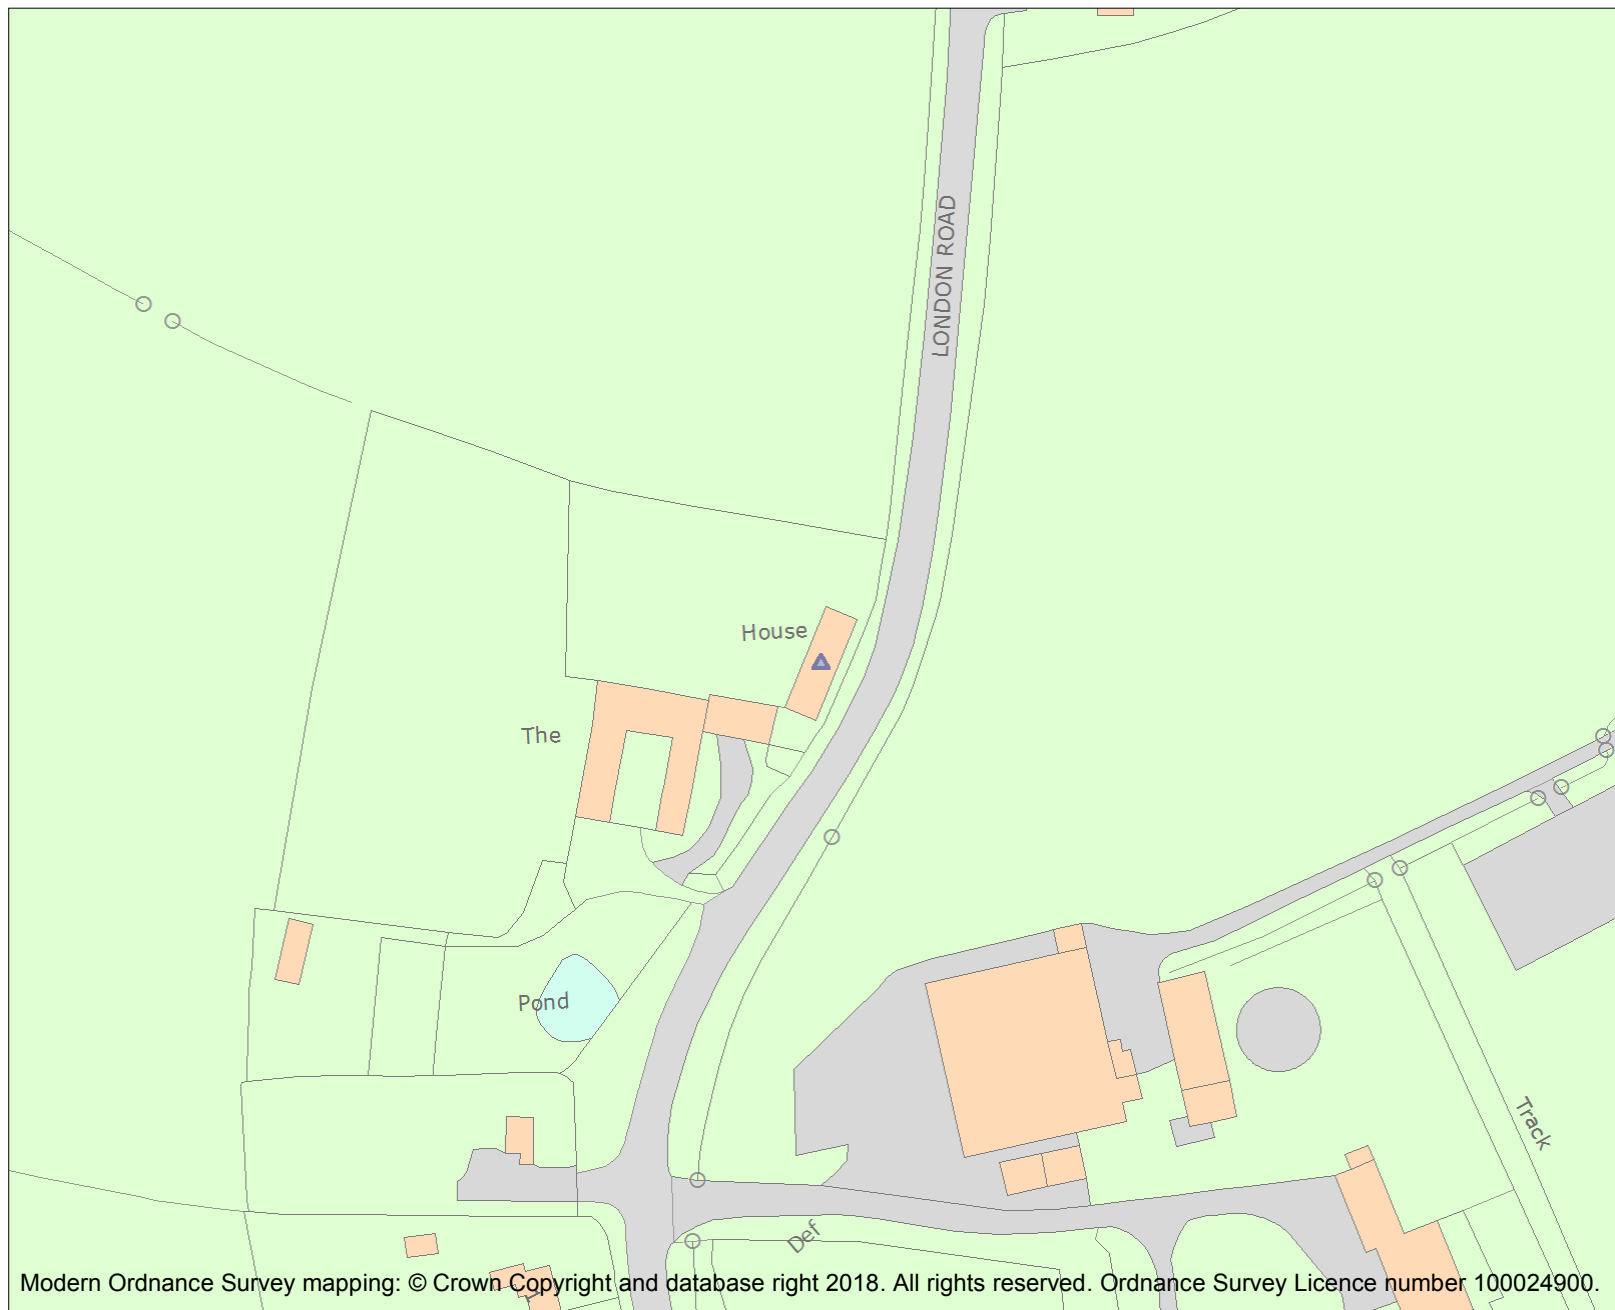 LONDON ROAD
House
The
Pond
Track
Def
Modern Ordnance Survey mapping: © Crown Copyright and database right 2018. All rights reserved. Ordnance Survey Licence number 100024900.